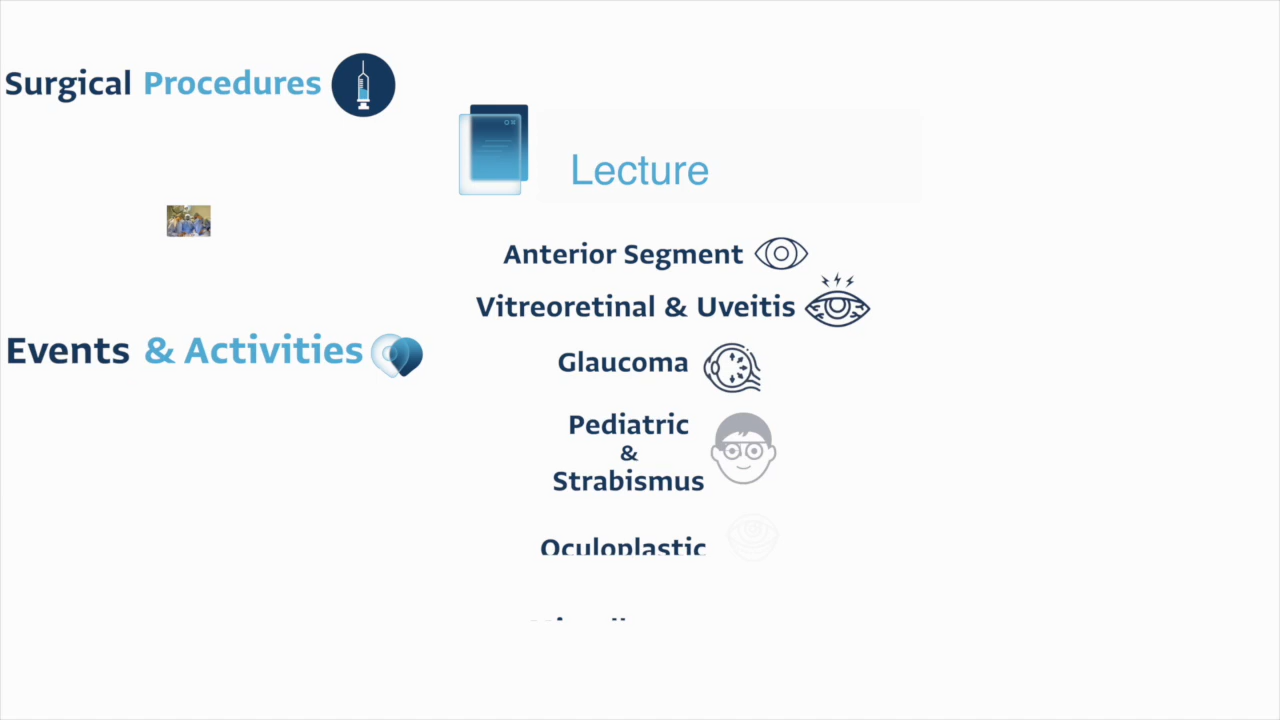 Surgical Procedures
Lecture
Anterior Segment
Vitreoretinal & Uveitis
Events & Activities
Glaucoma
Pediatric
&
Strabismus
Oculoplastic